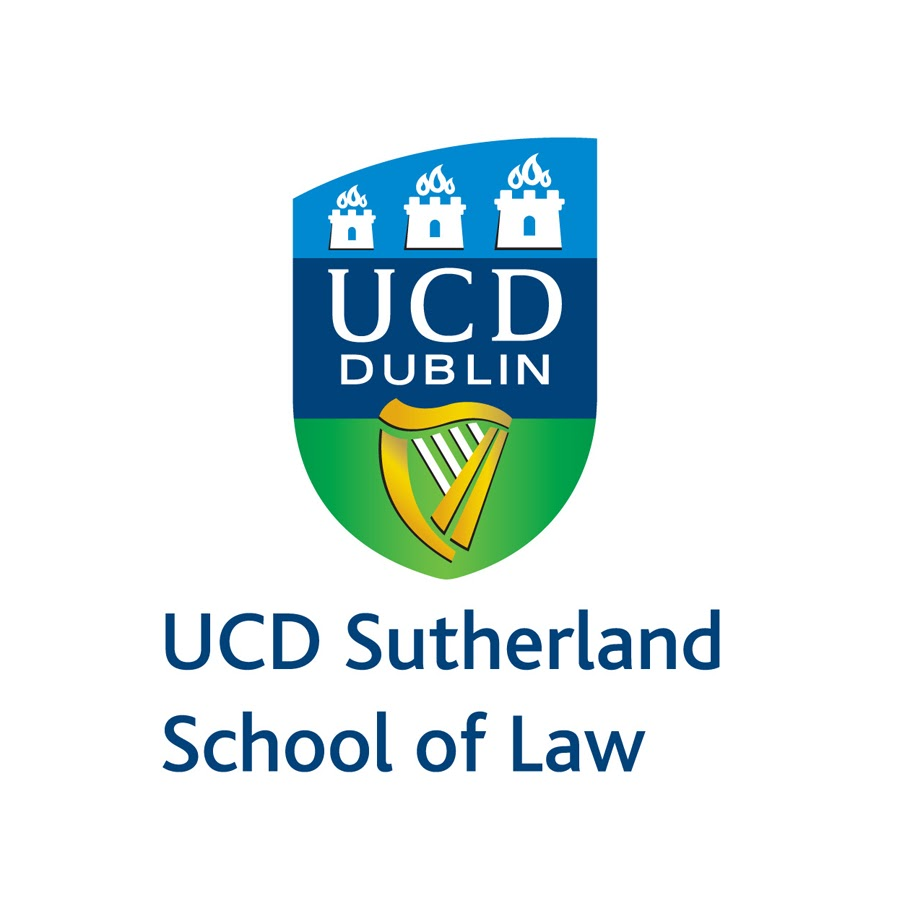 UCD
DUBLIN
UCD Sutherland
School of Law